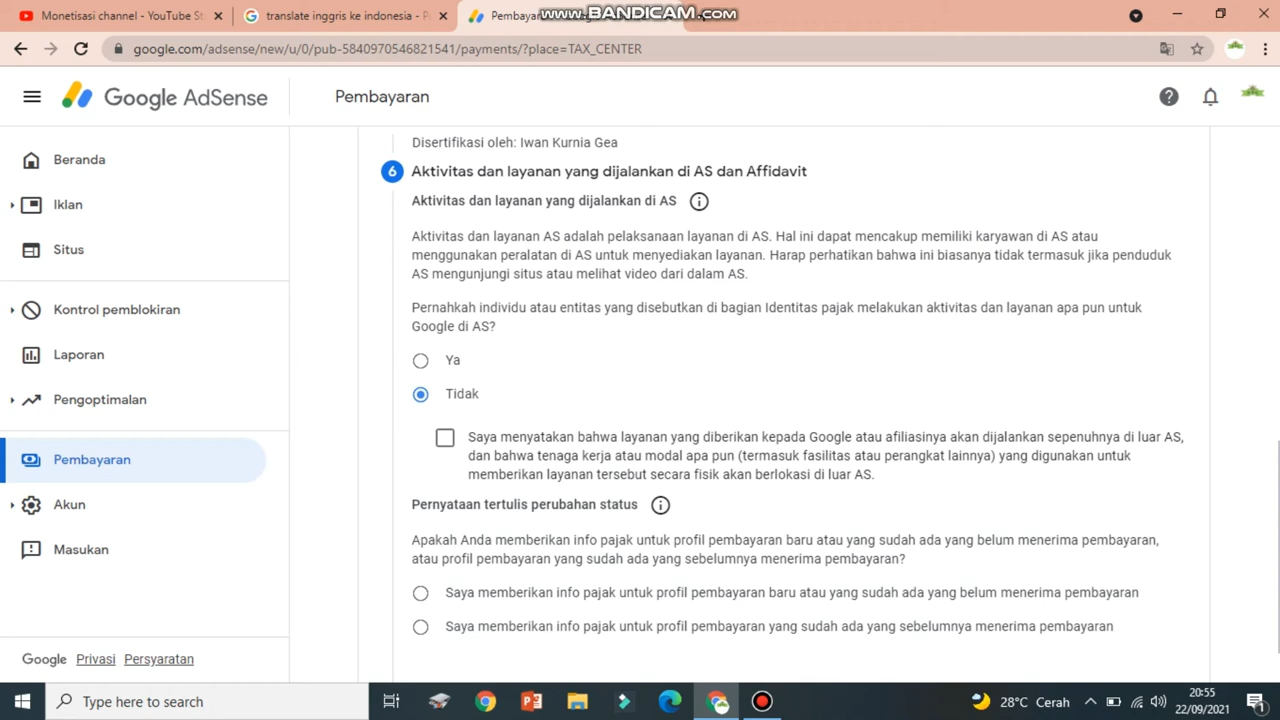 Monetisasi channel - YouTube St
translate inggris ke indonesia - P
Pembaya
www.BANDICAM.com
google.com/adsense/new/u/0/pub-5840970546821541/payments/?place=TAX_CENTER
Google AdSense
Pembayaran
Beranda
Iklan
Situs
Kontrol pemblokiran
Laporan
Pengoptimalan
Pembayaran
Akun
Masukan
Google Privasi Persyaratan
Disertifikasi oleh: Iwan Kurnia Gea
6 Aktivitas dan layanan yang dijalankan di AS dan Affidavit
Aktivitas dan layanan yang dijalankan di AS
Aktivitas dan layanan AS adalah pelaksanaan layanan di AS. Hal ini dapat mencakup memiliki karyawan di AS atau
menggunakan peralatan di AS untuk menyediakan layanan. Harap perhatikan bahwa ini biasanya tidak termasuk jika penduduk
AS mengunjungi situs atau melihat video dari dalam AS.
Pernahkah individu atau entitas yang disebutkan di bagian Identitas pajak melakukan aktivitas dan layanan apa pun untuk
Google di AS?
Ya
Tidak
Saya menyatakan bahwa layanan yang diberikan kepada Google atau afiliasinya akan dijalankan sepenuhnya di luar AS,
dan bahwa tenaga kerja atau modal apa pun (termasuk fasilitas atau perangkat lainnya) yang digunakan untuk
memberikan layanan tersebut secara fisik akan berlokasi di luar AS.
Pernyataan tertulis perubahan status
Apakah Anda memberikan info pajak untuk profil pembayaran baru atau yang sudah ada yang belum menerima pembayaran,
atau profil pembayaran yang sudah ada yang sebelumnya menerima pembayaran?
Saya memberikan info pajak untuk profil pembayaran baru atau yang sudah ada yang belum menerima pembayaran
Saya memberikan info pajak untuk profil pembayaran yang sudah ada yang sebelumnya menerima pembayaran
Type here to search
28°C Cerah
20:55
22/09/2021
1